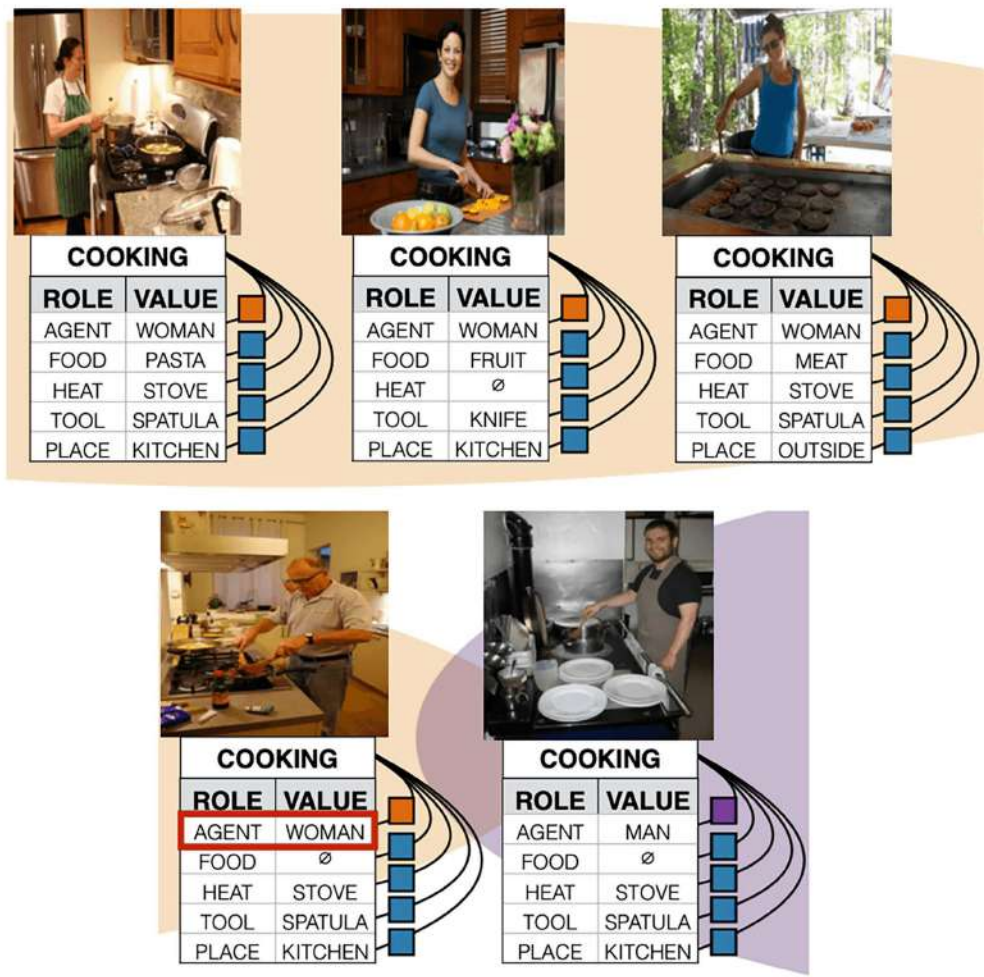 COOKING
ROLE VALUE
AGENT WOMAN
FOOD PASTA
HEAT STOVE
TOOL SPATULA
PLACE KITCHEN
COOKING
ROLE VALUE
AGENT WOMAN
FOOD FRUIT
HEAT Ø
TOOL KNIFE
PLACE KITCHEN
COOKING
ROLE VALUE
AGENT WOMAN
FOOD MEAT
HEAT STOVE
TOOL SPATULA
PLACE OUTSIDE
COOKING
ROLE VALUE
AGENT WOMAN
FOOD Ø
HEAT STOVE
TOOL SPATULA
PLACE KITCHEN
COOKING
ROLE VALUE
AGENT MAN
FOOD Ø
HEAT STOVE
TOOL SPATULA
PLACE KITCHEN